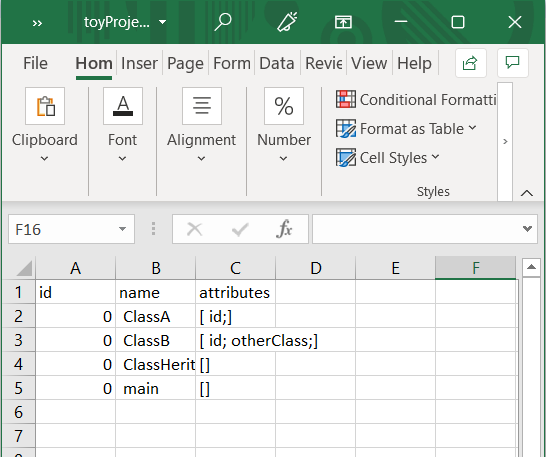 ›› toyProje...
File Hom Inser Page Form Data Revie View Help
Clipboard Font Alignment Number
A %
Conditional Formatti
Format as Table
Cell Styles
Styles
F16 fx
A B C D E F
1 id name attributes
2 0 ClassA [ id;]
3 0 ClassB [ id; otherClass;]
4 0 ClassHerit []
5 0 main []
6
7